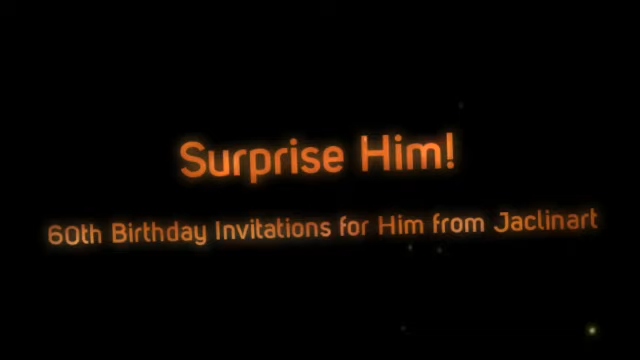 Surprise Him!
60th Birthday Invitations for Him from Jaclinart